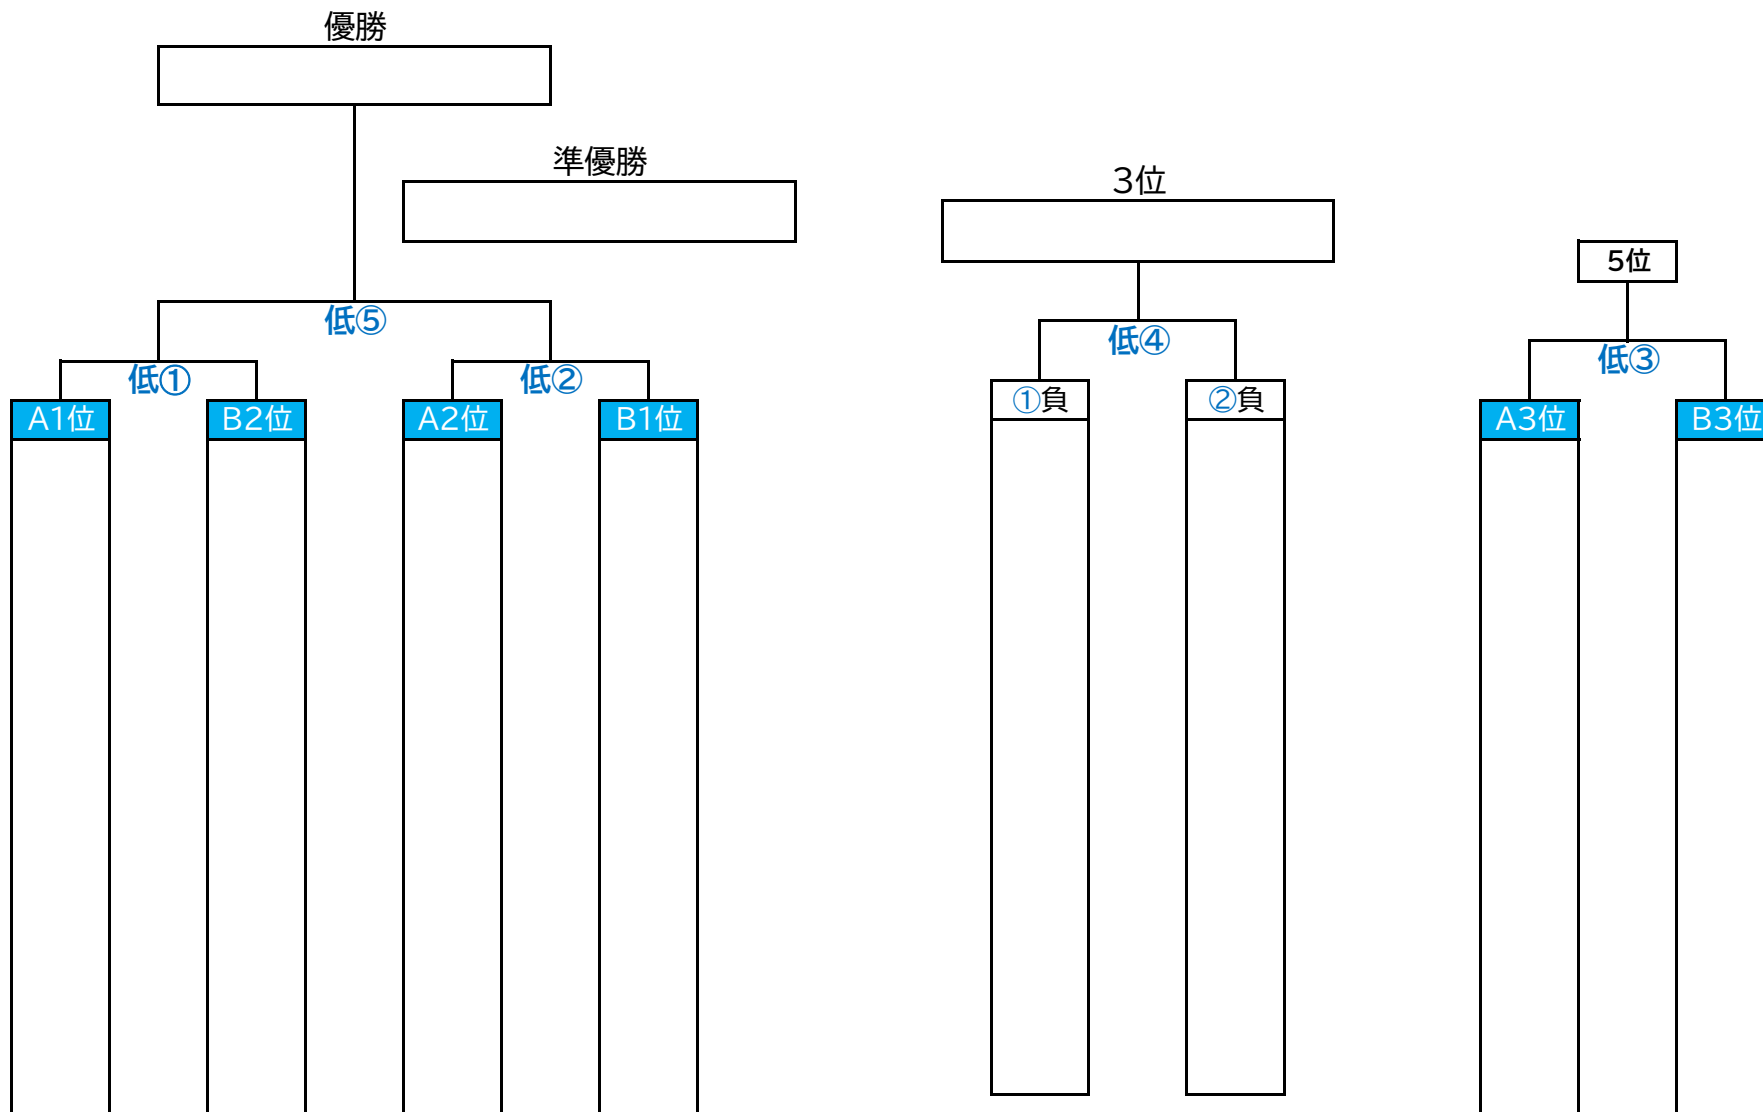 優勝
準優勝
3位
5位
低⑤
低④
低③
低①
低②
①負
②負
A1位
B2位
A2位
B1位
A3位
B3位